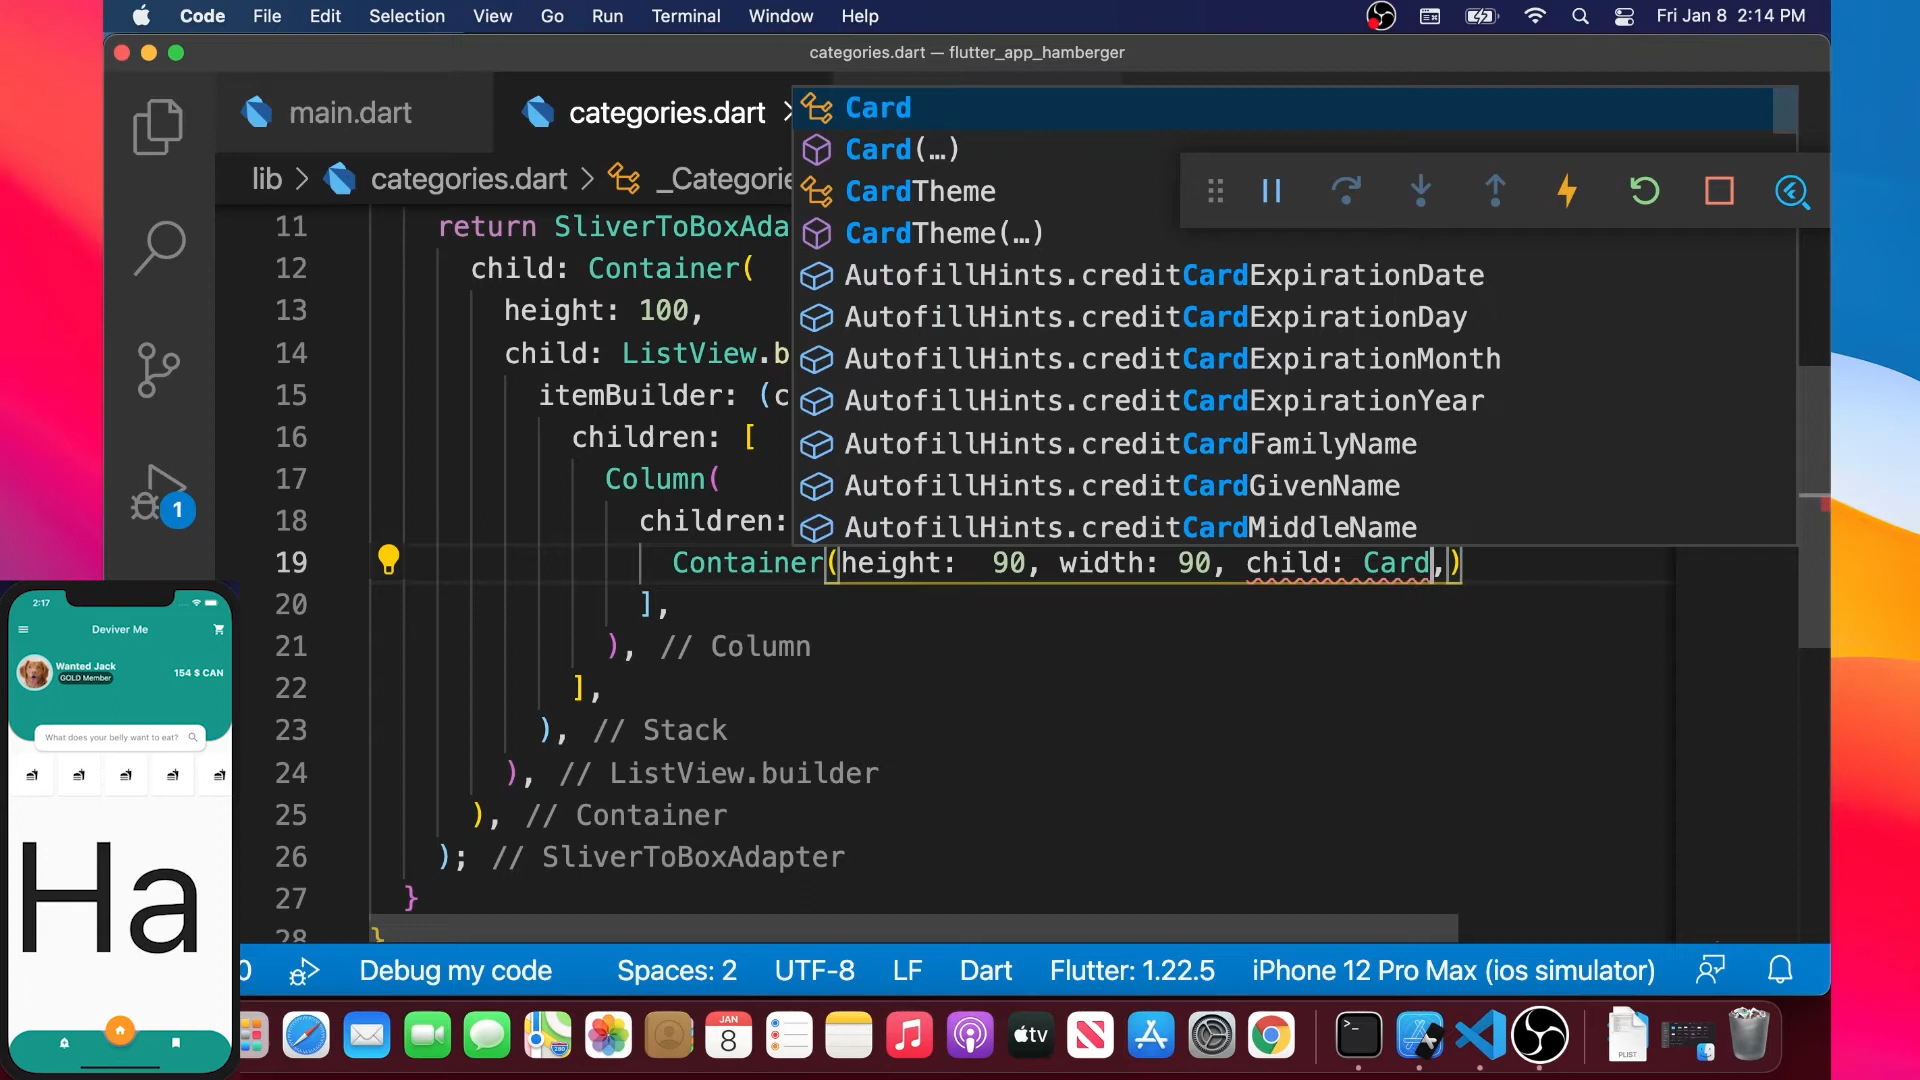 Code File Edit Selection View Go Run Terminal Window Help Fri Jan 8 2:14 PM
categories.dart — flutter_app_hamberger
main.dart categories.dart
lib > categories.dart > _Categorie
Card
Card(…)
CardTheme
CardTheme(…)
AutofillHints.creditCardExpirationDate
AutofillHints.creditCardExpirationDay
AutofillHints.creditCardExpirationMonth
AutofillHints.creditCardExpirationYear
AutofillHints.creditCardFamilyName
AutofillHints.creditCardGivenName
AutofillHints.creditCardMiddleName
1
11 return SliverToBoxAda
12 child: Container(
13 height: 100,
14 child: ListView.b
15 itemBuilder: (c
16 children: [
17 Column(
18 children:
19 Container(height:  90, width: 90, child: Card,)
20 ],
21 ), // Column
22 ],
23 ), // Stack
24 ), // ListView.builder
25 ), // Container
26 ); // SliverToBoxAdapter
27 }
28 }
0 Debug my code Spaces: 2 UTF-8 LF Dart Flutter: 1.22.5 iPhone 12 Pro Max (ios simulator)
2:17
Deviver Me
Wanted Jack
GOLD Member
154 $ CAN
What does your belly want to eat?
Ha
JAN
8
280
tv
>_
PLIST